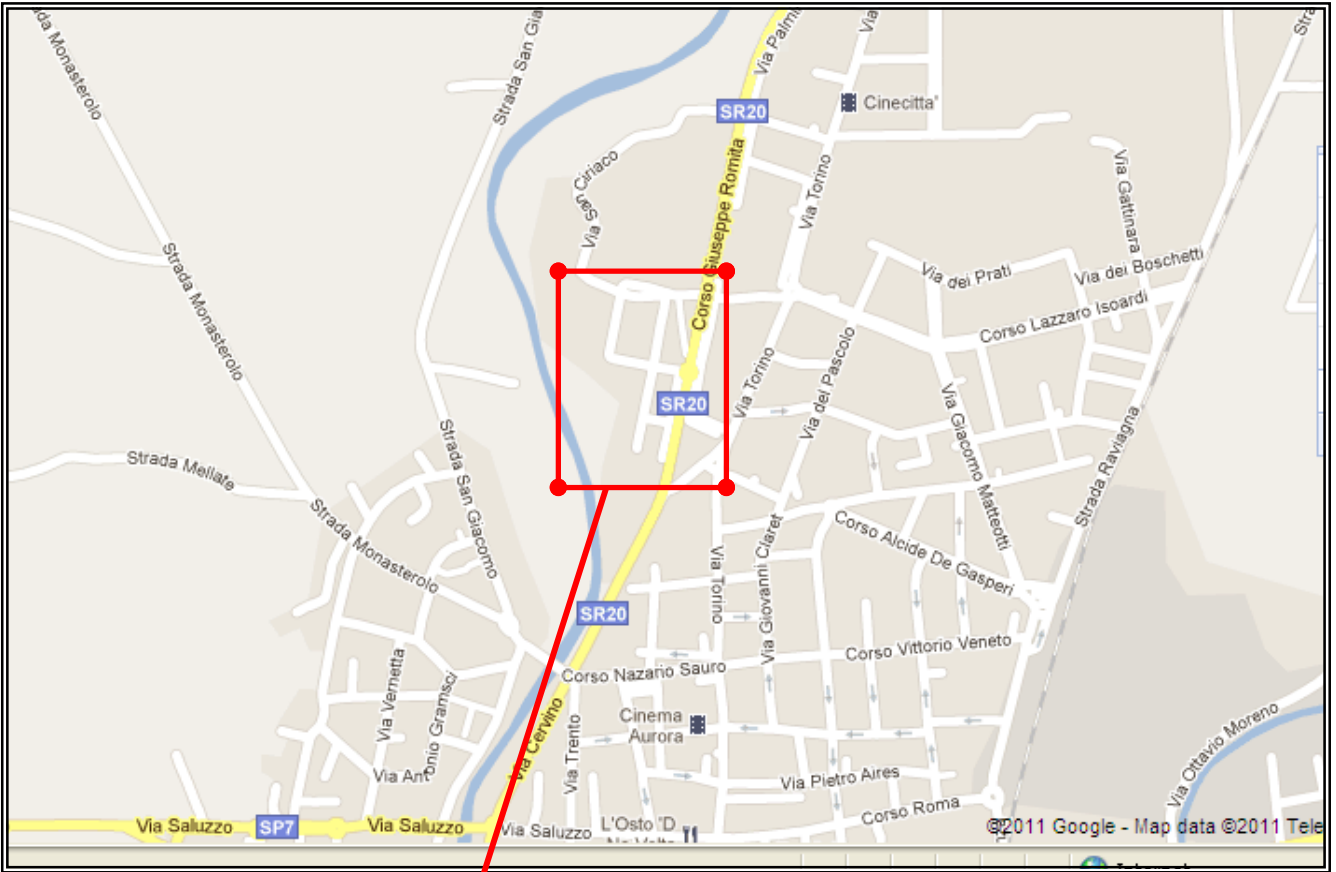 da Monasterolo
Strada San Gia
Via Palmi
Via
Stra
SR20
Cinecitta'
Via San Ciriaco
Corso Giuseppe Romita
Via Torino
Via Gattinara
Strada Monasterolo
Via dei Prati
Via dei Boschetti
Corso Lazzaro Isoardi
Via Torino
Via del Pascolo
SR20
Strada Mellate
Strada San Giacomo
Via Giacomo Matteotti
Strada Raviagna
Strada Monasterolo
Corso Alcide De Gasperi
Via Torino
Via Giovanni Claret
SR20
Corso Vittorio Veneto
Corso Nazario Sauro
Via Vernetta
Via Ant
onio Gramsci
Via Cervino
Via Trento
Cinema
Aurora
Via Ottavio Moreno
Via Pietro Aires
Corso Roma
Via Saluzzo
SP7
Via Saluzzo
Via Saluzzo
L'Osto 'D
©2011 Google - Map data ©2011 Tele